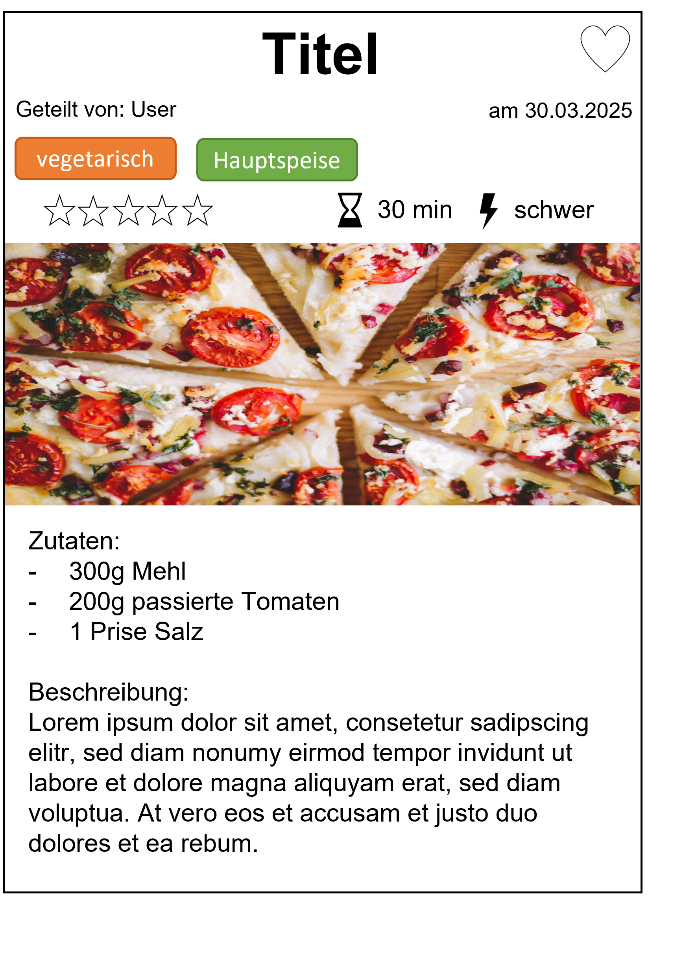 Titel
Geteilt von: User
am 30.03.2025
vegetarisch
Hauptspeise
30 min
schwer
Zutaten:
- 300g Mehl
- 200g passierte Tomaten
- 1 Prise Salz
Beschreibung:
Lorem ipsum dolor sit amet, consetetur sadipscing
elitr, sed diam nonumy eirmod tempor invidunt ut
labore et dolore magna aliquyam erat, sed diam
voluptua. At vero eos et accusam et justo duo
dolores et ea rebum.